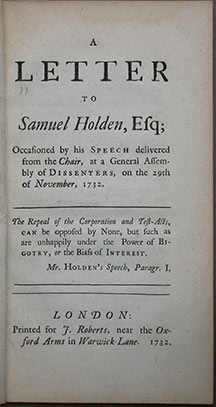 A
LETTER
TO
Samuel Holden, Esq;
Occasioned by his SPEECH delivered
from the Chair, at a General Assem-
bly of DISSENTERS, on the 29th
of November, 1732.
The Repeal of the Corporation and Test-Acts,
CAN be opposed by None, but such as
are unhappily under the Power of BI-
GOTRY, or the Biass of INTEREST.
Mr. HOLDEN's Speech, Paragr. I.
LONDON:
Printed for J. Roberts, near the Ox-
ford Arms in Warwick-Lane. 1732.